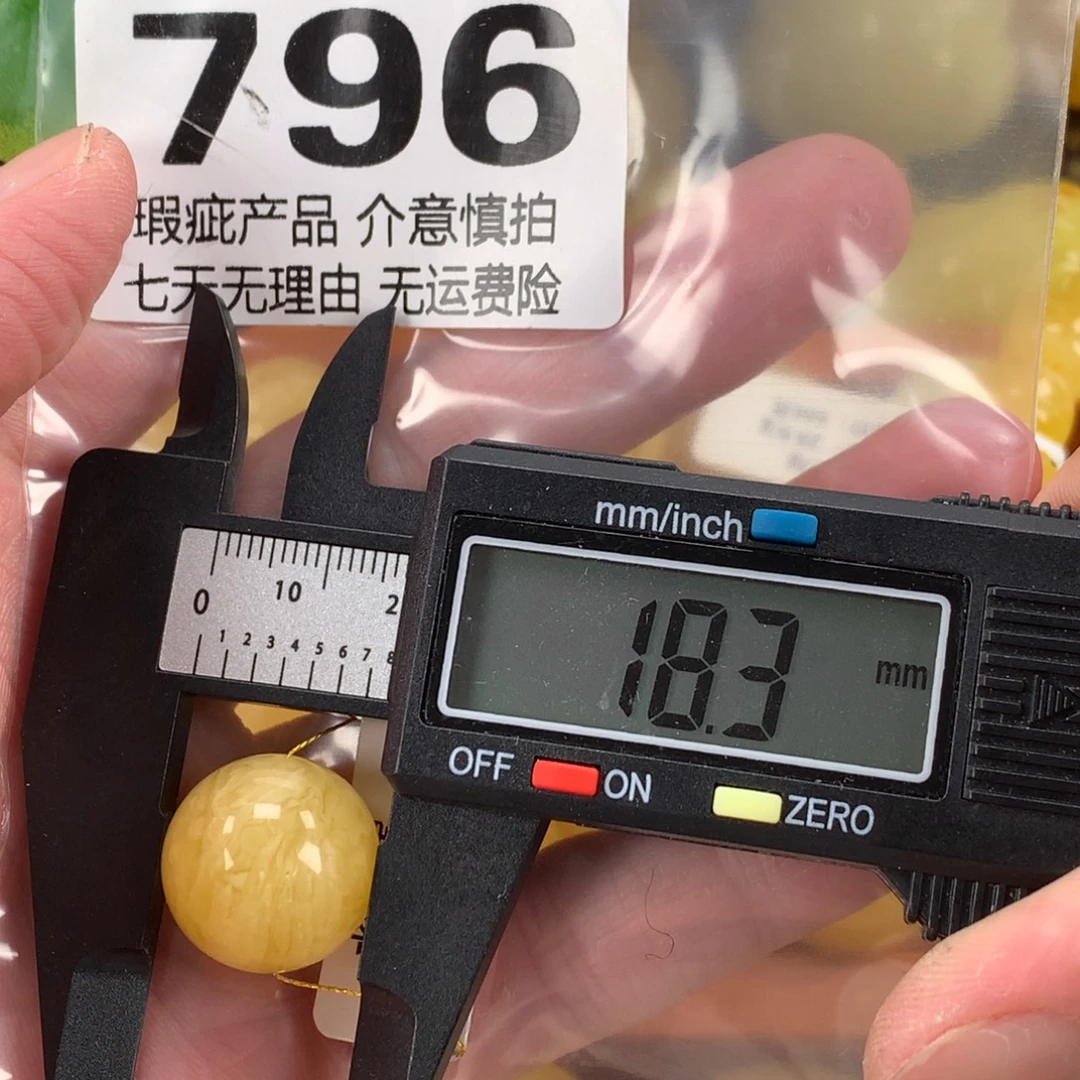 796
瑕疵产品 介意慎拍
七天无理由 无运费险
mm/inch
0 10 2
1 2 3 4 5 6 7 8
18.3 mm
OFF ON ZERO